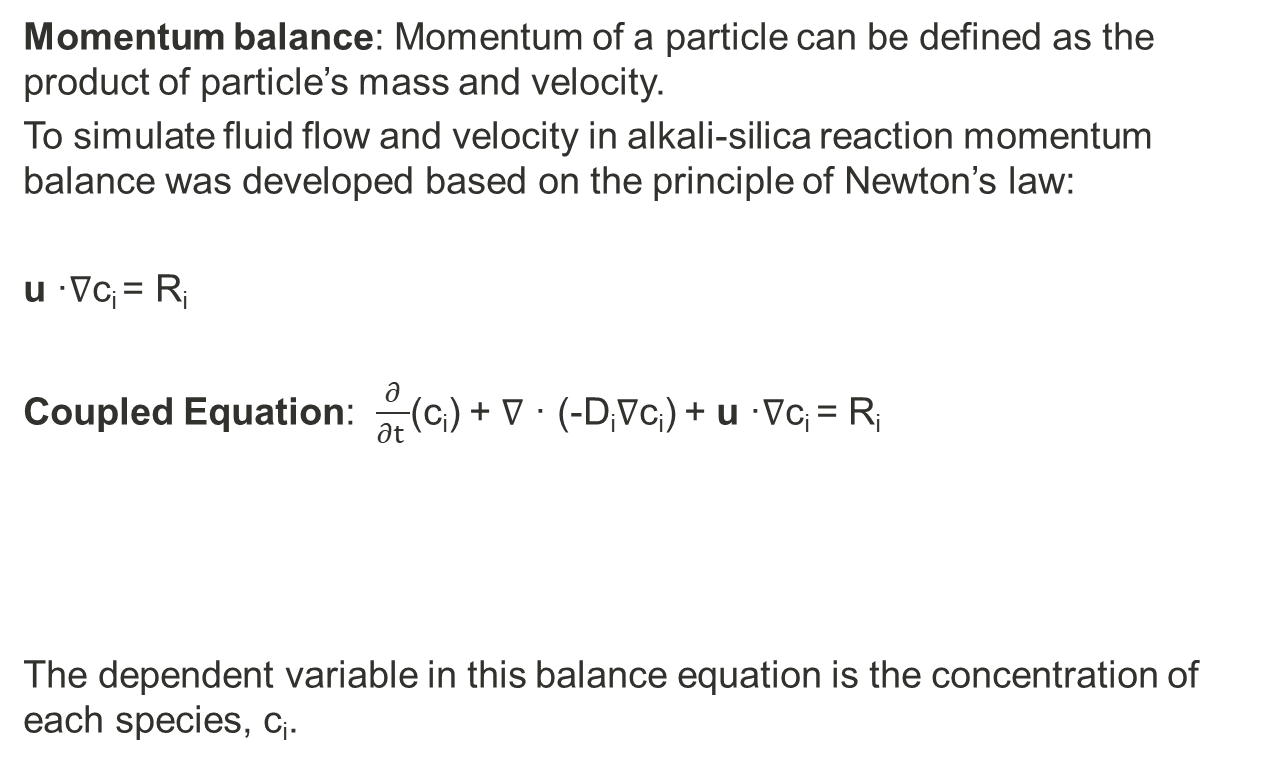 Momentum balance: Momentum of a particle can be defined as the
product of particle’s mass and velocity.
To simulate fluid flow and velocity in alkali-silica reaction momentum
balance was developed based on the principle of Newton’s law:
u ·∇cᵢ = Rᵢ
Coupled Equation: ∂/∂t(cᵢ) + ∇ · (-Dᵢ∇cᵢ) + u ·∇cᵢ = Rᵢ
The dependent variable in this balance equation is the concentration of
each species, cᵢ.